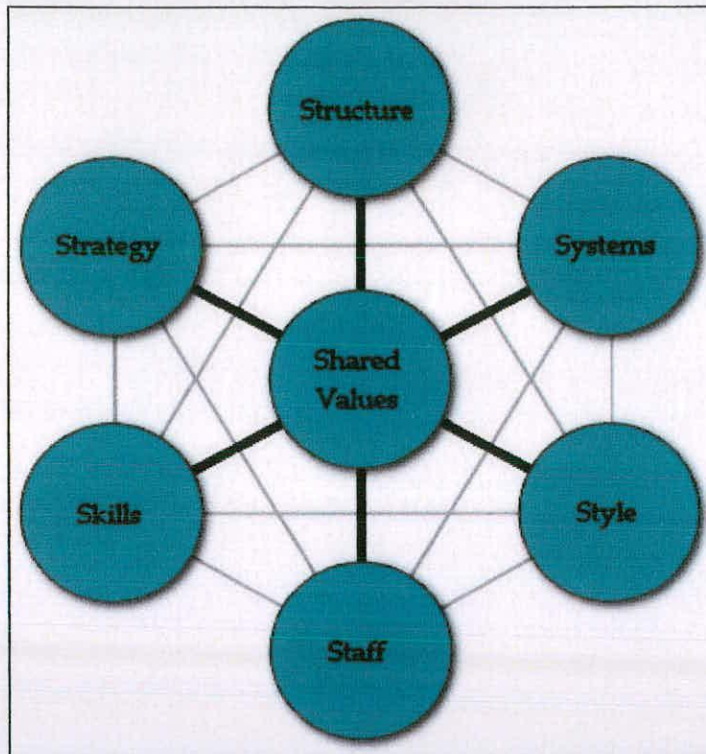 Structure
Strategy
Systems
Shared
Values
Skills
Style
Staff